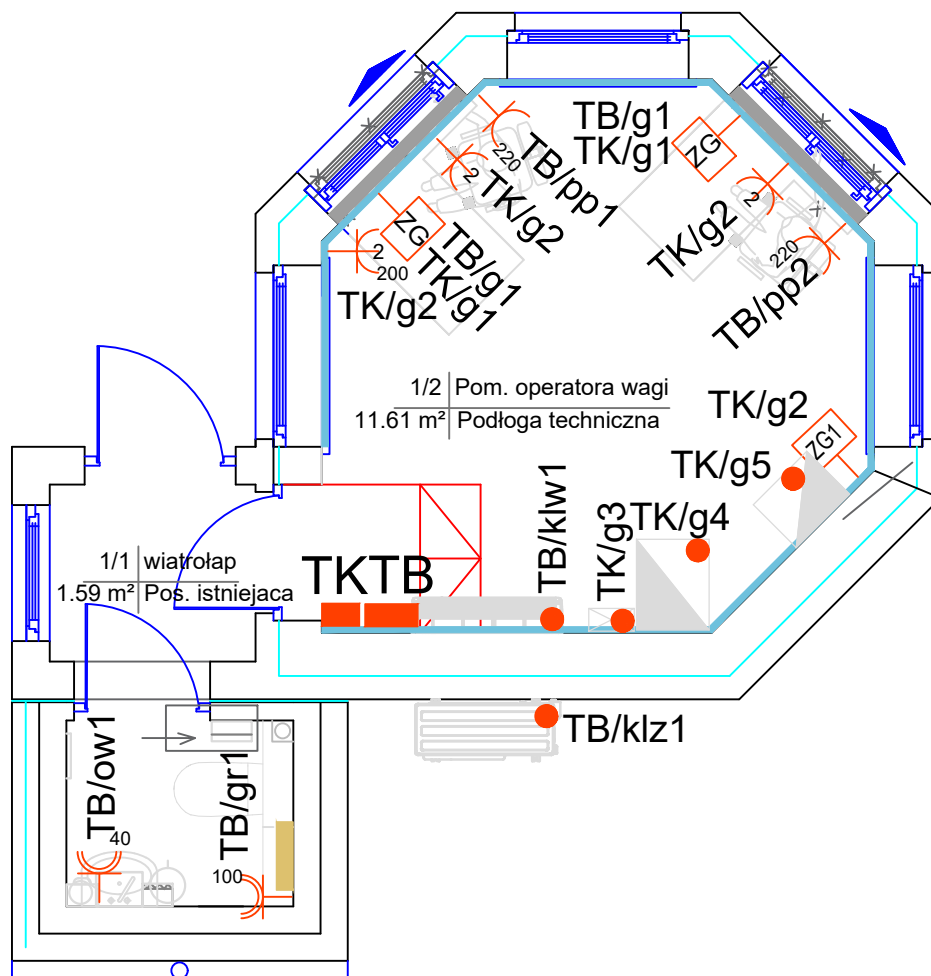 TB/g1
TK/g1
ZG
220
TB/pp1
2
TK/g2
ZG
TB/g1
TK/g1
2
200
TK/g2
2
TK/g2
220
TB/pp2
1/2 Pom. operatora wagi
11.61 m² Podłoga techniczna
TK/g2
ZG1
TK/g5
TK/g4
TK/g3
TB/klw1
TKTB
1/1 wiatrołap
1.59 m² Pos. istniejaca
TB/klz1
TB/ow1
40
TB/gr1
100